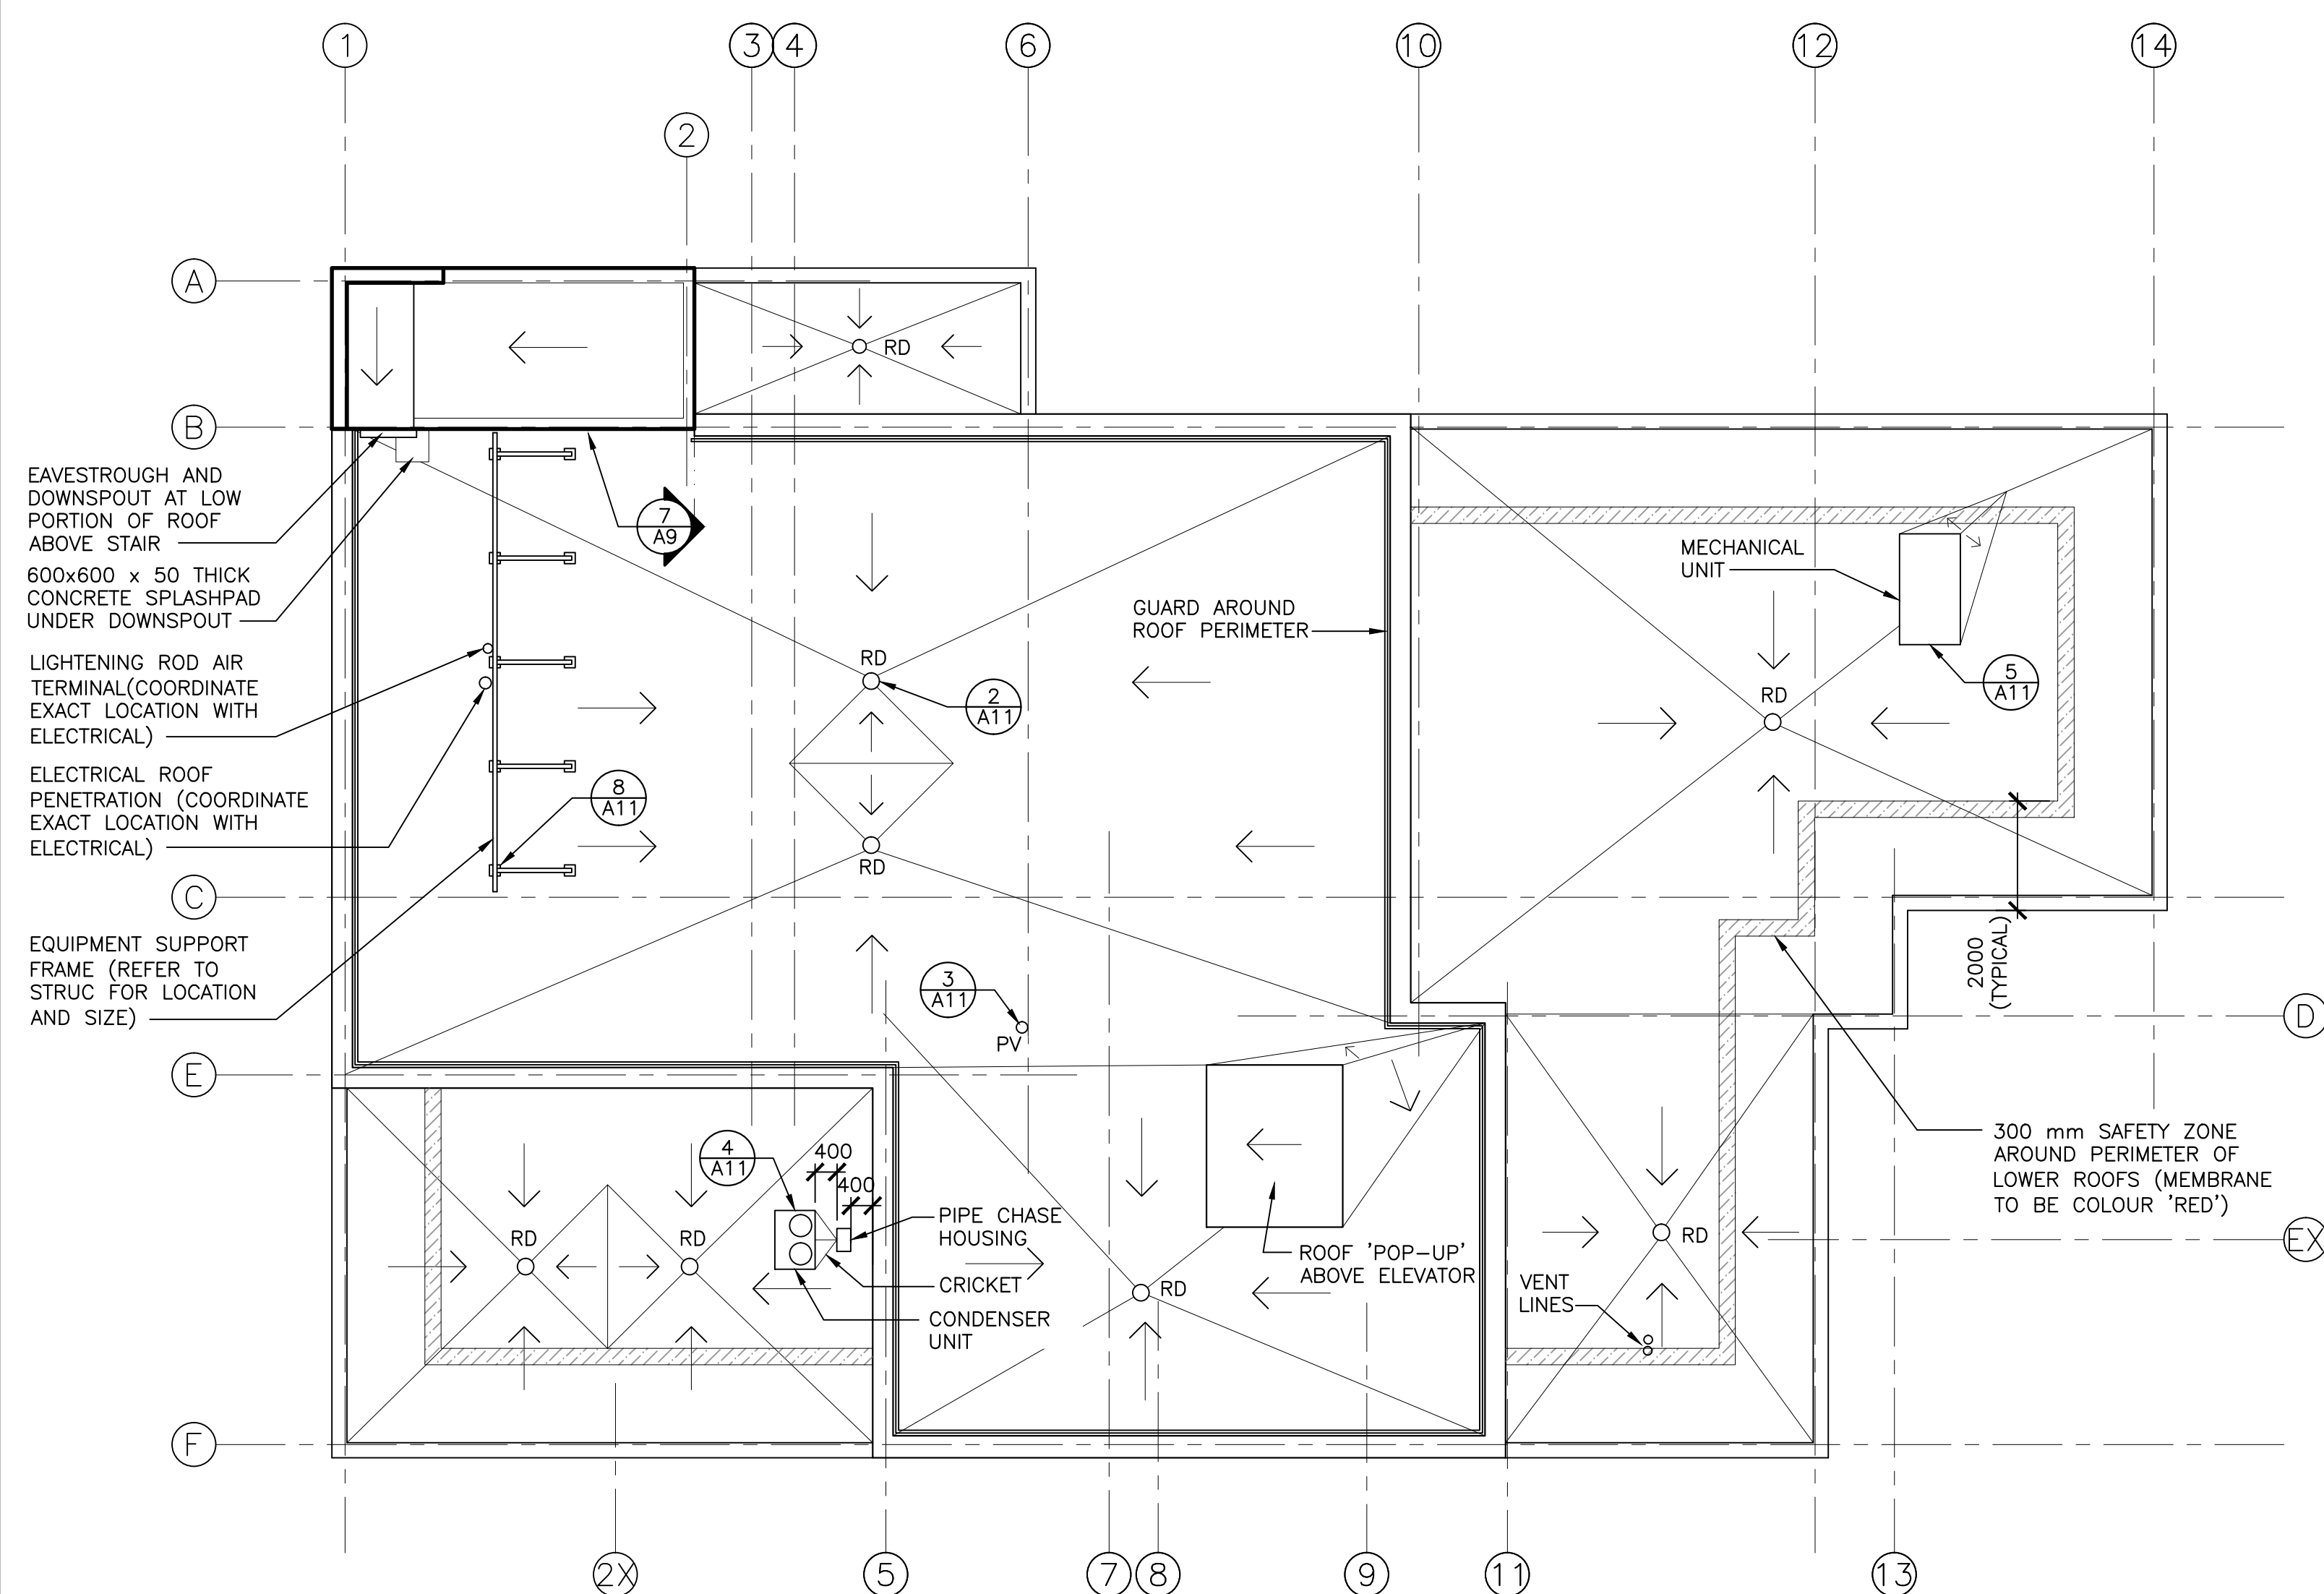 1
3
4
6
10
12
14
2
A
B
RD
EAVESTROUGH AND
DOWNSPOUT AT LOW
PORTION OF ROOF
ABOVE STAIR
600x600 x 50 THICK
CONCRETE SPLASHPAD
UNDER DOWNSPOUT
LIGHTENING ROD AIR
TERMINAL(COORDINATE
EXACT LOCATION WITH
ELECTRICAL)
ELECTRICAL ROOF
PENETRATION (COORDINATE
EXACT LOCATION WITH
ELECTRICAL)
EQUIPMENT SUPPORT
FRAME (REFER TO
STRUC FOR LOCATION
AND SIZE)
7
A9
8
A11
RD
2
A11
RD
GUARD AROUND
ROOF PERIMETER
MECHANICAL
UNIT
5
A11
RD
C
2000
(TYPICAL)
3
A11
PV
D
E
4
A11
400
400
RD
RD
PIPE CHASE
HOUSING
CRICKET
CONDENSER
UNIT
RD
ROOF 'POP-UP'
ABOVE ELEVATOR
VENT
LINES
RD
300 mm SAFETY ZONE
AROUND PERIMETER OF
LOWER ROOFS (MEMBRANE
TO BE COLOUR 'RED')
EX
F
2X
5
7
8
9
11
13